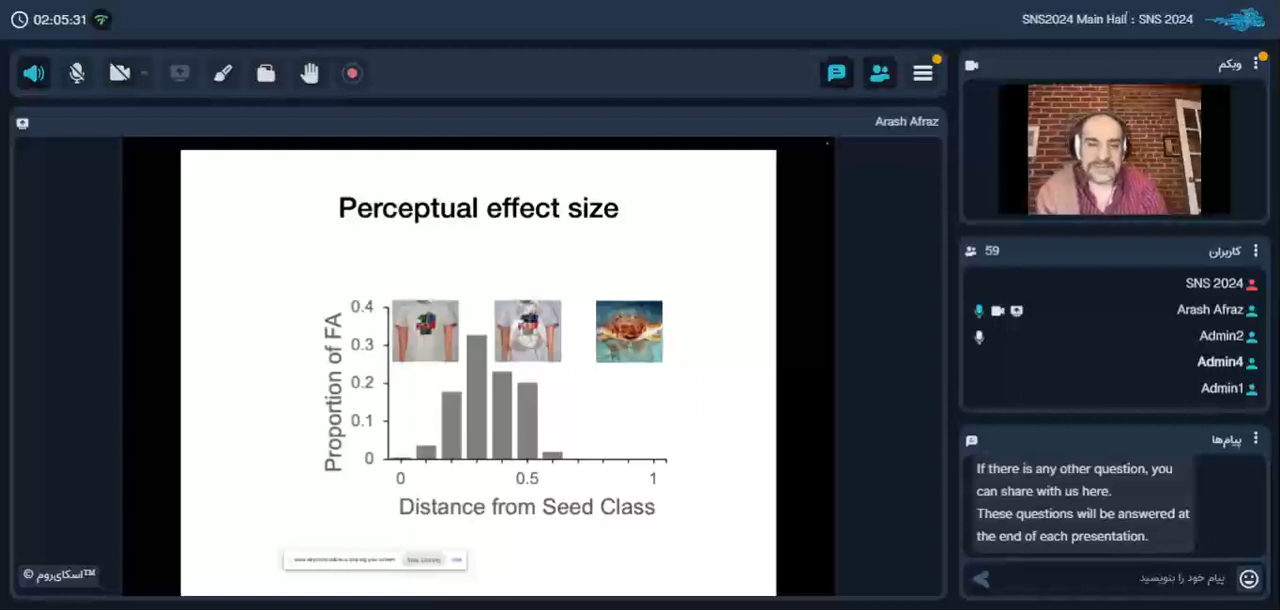 02:05:31
SNS2024 Main Hall : SNS 2024
وبکم
Arash Afraz
Perceptual effect size
Proportion of FA
0.4
0.3
0.2
0.1
0
0
0.5
1
Distance from Seed Class
Stop Sharing
Hide
© اسکای‌روم™
59
کاربران
SNS 2024
Arash Afraz
Admin2
Admin4
Admin1
پیام‌ها
If there is any other question, you
can share with us here.
These questions will be answered at
the end of each presentation.
پیام خود را بنویسید